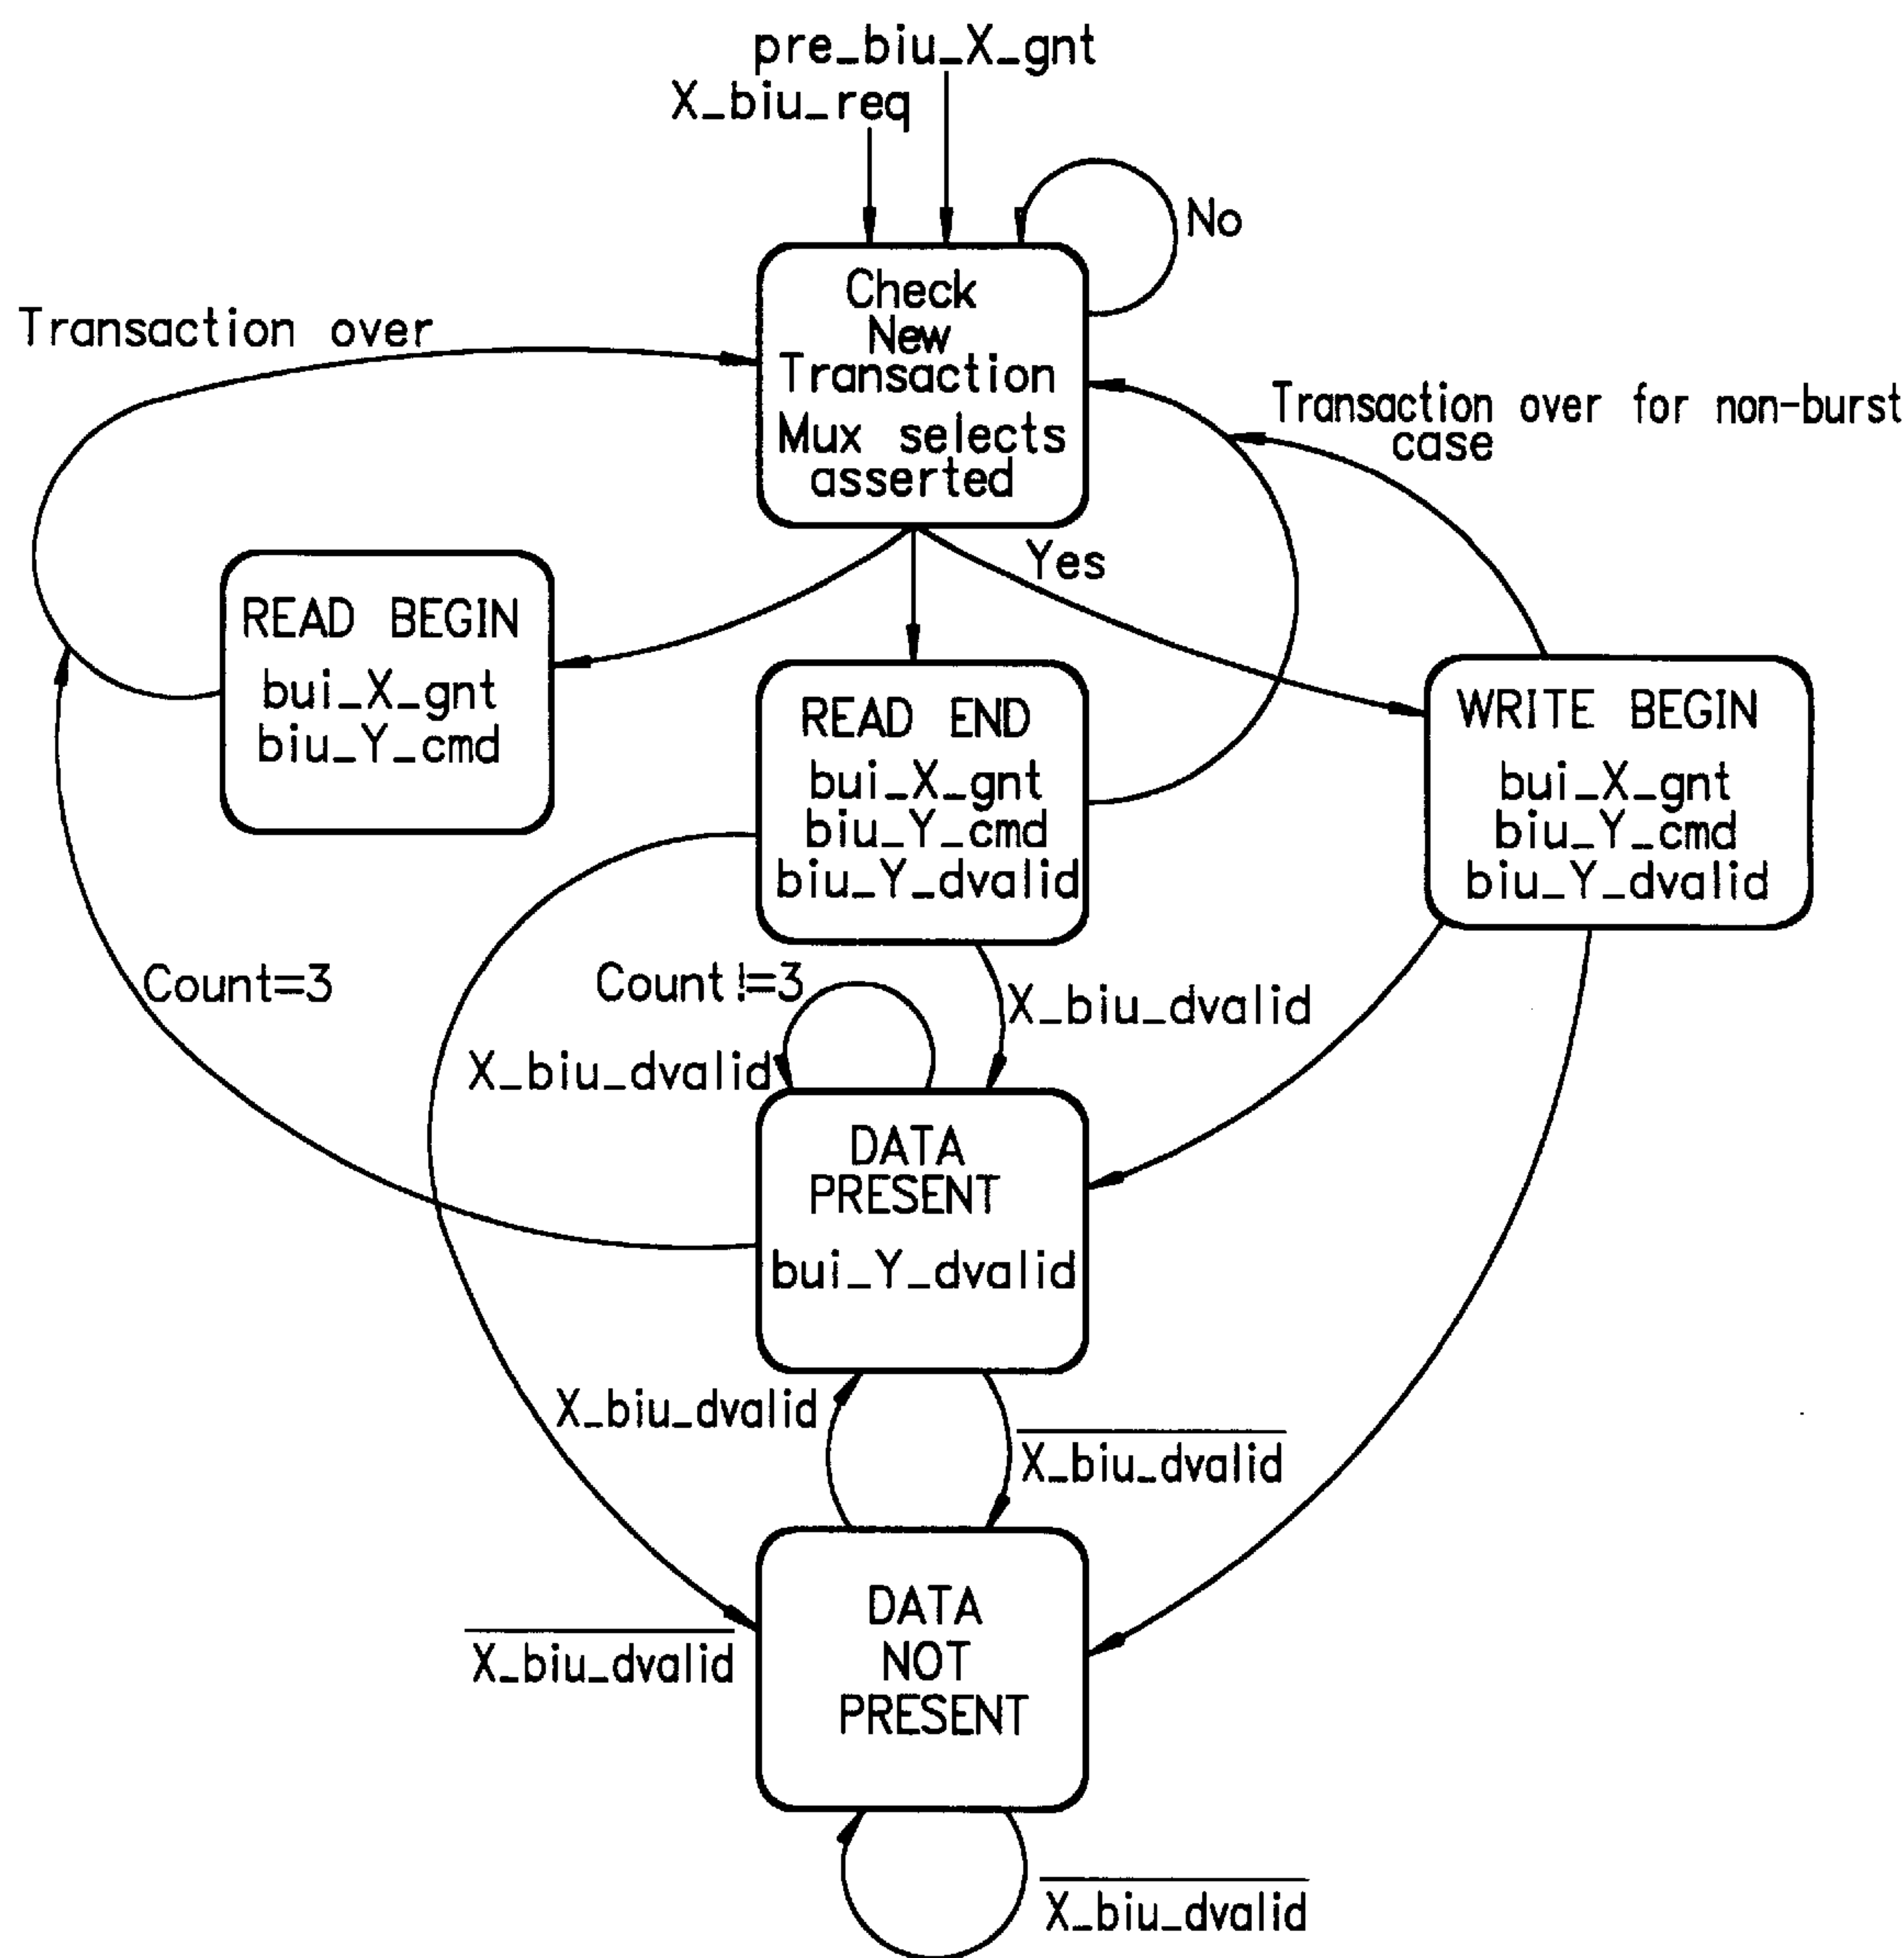 pre_biu_X_gnt
X_biu_req
No
Check
New
Transaction
Mux selects
asserted
Transaction over
Transaction over for non-burst
case
Yes
READ BEGIN
bui_X_gnt
biu_Y_cmd
READ END
bui_X_gnt
biu_Y_cmd
biu_Y_dvalid
WRITE BEGIN
bui_X_gnt
biu_Y_cmd
biu_Y_dvalid
Count=3
Count!=3
X_biu_dvalid
X_biu_dvalid
DATA
PRESENT
bui_Y_dvalid
X_biu_dvalid
X_biu_dvalid
DATA
NOT
PRESENT
X_biu_dvalid
X_biu_dvalid